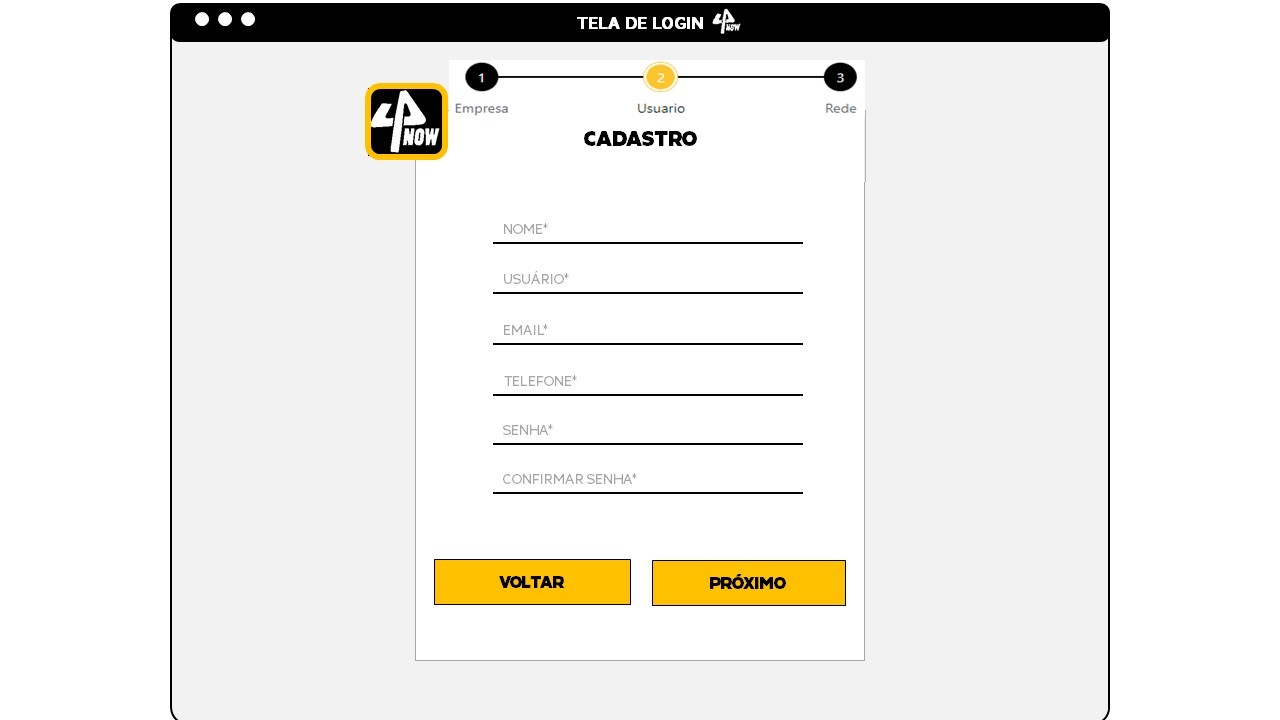 TELA DE LOGIN 4P NOW
1 2 3
Empresa Usuario Rede
4P NOW
CADASTRO
NOME*
USUÁRIO*
EMAIL*
TELEFONE*
SENHA*
CONFIRMAR SENHA*
VOLTAR PRÓXIMO